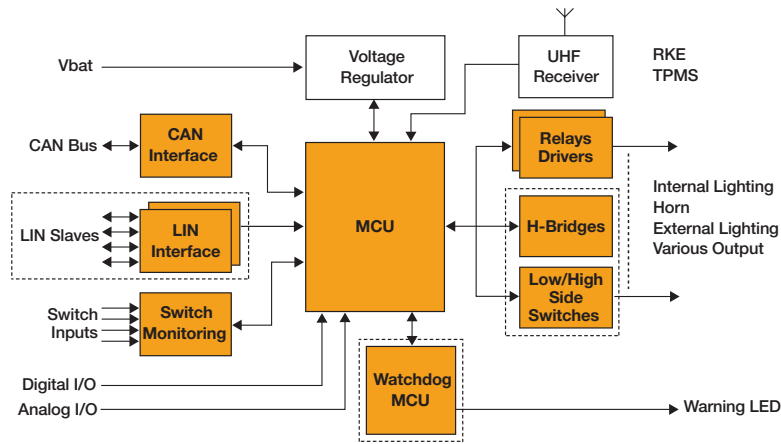 Vbat
Voltage
Regulator
UHF
Receiver
RKE
TPMS
CAN Bus
CAN
Interface
MCU
Relays
Drivers
LIN Slaves
LIN
Interface
H-Bridges
Internal Lighting
Horn
External Lighting
Various Output
Switch
Inputs
Switch
Monitoring
Low/High
Side
Switches
Digital I/O
Analog I/O
Watchdog
MCU
Warning LED